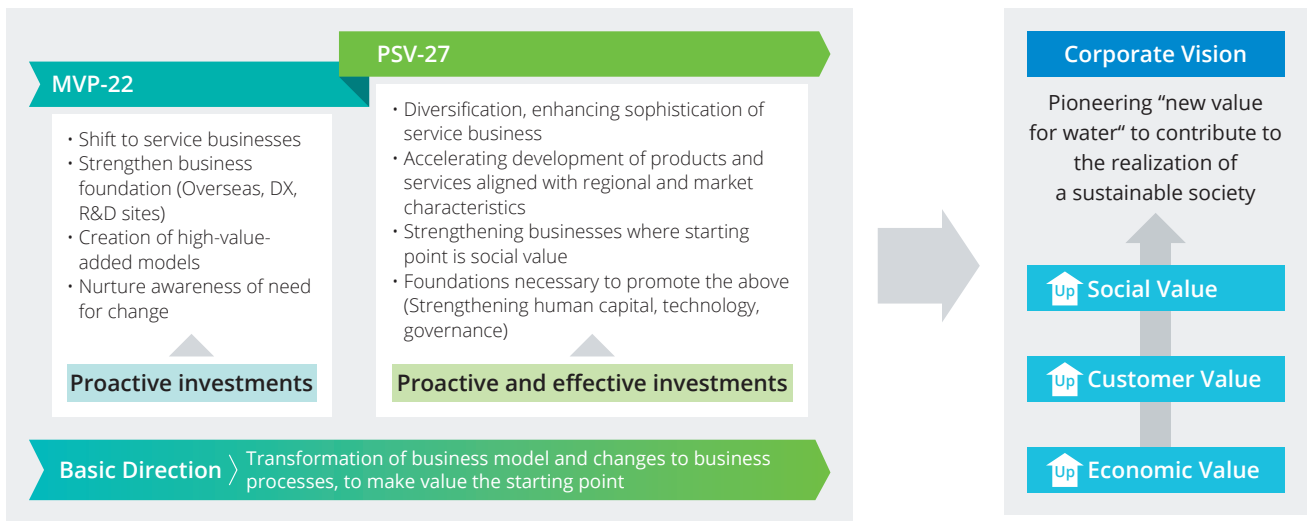 MVP-22
・Shift to service businesses
・Strengthen business
foundation (Overseas, DX,
R&D sites)
・Creation of high-value-
added models
・Nurture awareness of need
for change
Proactive investments
PSV-27
・Diversification, enhancing sophistication of
service business
・Accelerating development of products and
services aligned with regional and market
characteristics
・Strengthening businesses where starting
point is social value
・Foundations necessary to promote the above
(Strengthening human capital, technology,
governance)
Proactive and effective investments
Basic Direction 〉 Transformation of business model and changes to business
processes, to make value the starting point
Corporate Vision
Pioneering “new value
for water“ to contribute to
the realization of
a sustainable society
Up Social Value
Up Customer Value
Up Economic Value